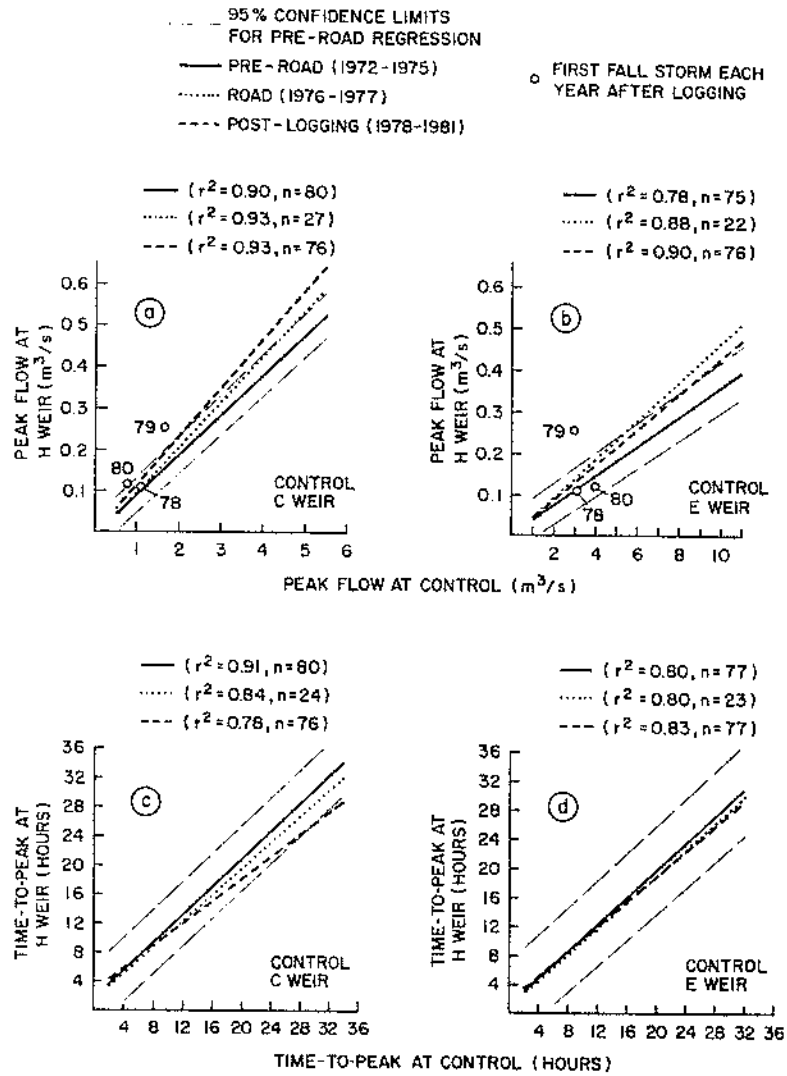 95% CONFIDENCE LIMITS
FOR PRE-ROAD REGRESSION
PRE-ROAD (1972-1975)
ROAD (1976-1977)
POST-LOGGING (1978-1981)
FIRST FALL STORM EACH
YEAR AFTER LOGGING
(r²=0.90, n=80)
(r²=0.93, n=27)
(r²=0.93, n=76)
PEAK FLOW AT
H WEIR (m³/s)
0.6
0.5
0.4
0.3
0.2
0.1
a
79
80
78
CONTROL
C WEIR
1 2 3 4 5 6
(r²=0.78, n=75)
(r²=0.88, n=22)
(r²=0.90, n=76)
PEAK FLOW AT
H WEIR (m³/s)
0.6
0.5
0.4
0.3
0.2
0.1
b
79
80
78
CONTROL
E WEIR
2 4 6 8 10
PEAK FLOW AT CONTROL (m³/s)
(r²=0.91, n=80)
(r²=0.84, n=24)
(r²=0.78, n=76)
TIME-TO-PEAK AT
H WEIR (HOURS)
36
28
24
20
16
12
8
4
c
CONTROL
C WEIR
4 8 12 16 20 24 28 32 36
(r²=0.80, n=77)
(r²=0.80, n=23)
(r²=0.83, n=77)
TIME-TO-PEAK AT
H WEIR (HOURS)
36
28
24
20
16
12
8
4
d
CONTROL
E WEIR
4 8 12 16 20 24 28 32 36
TIME-TO-PEAK AT CONTROL (HOURS)